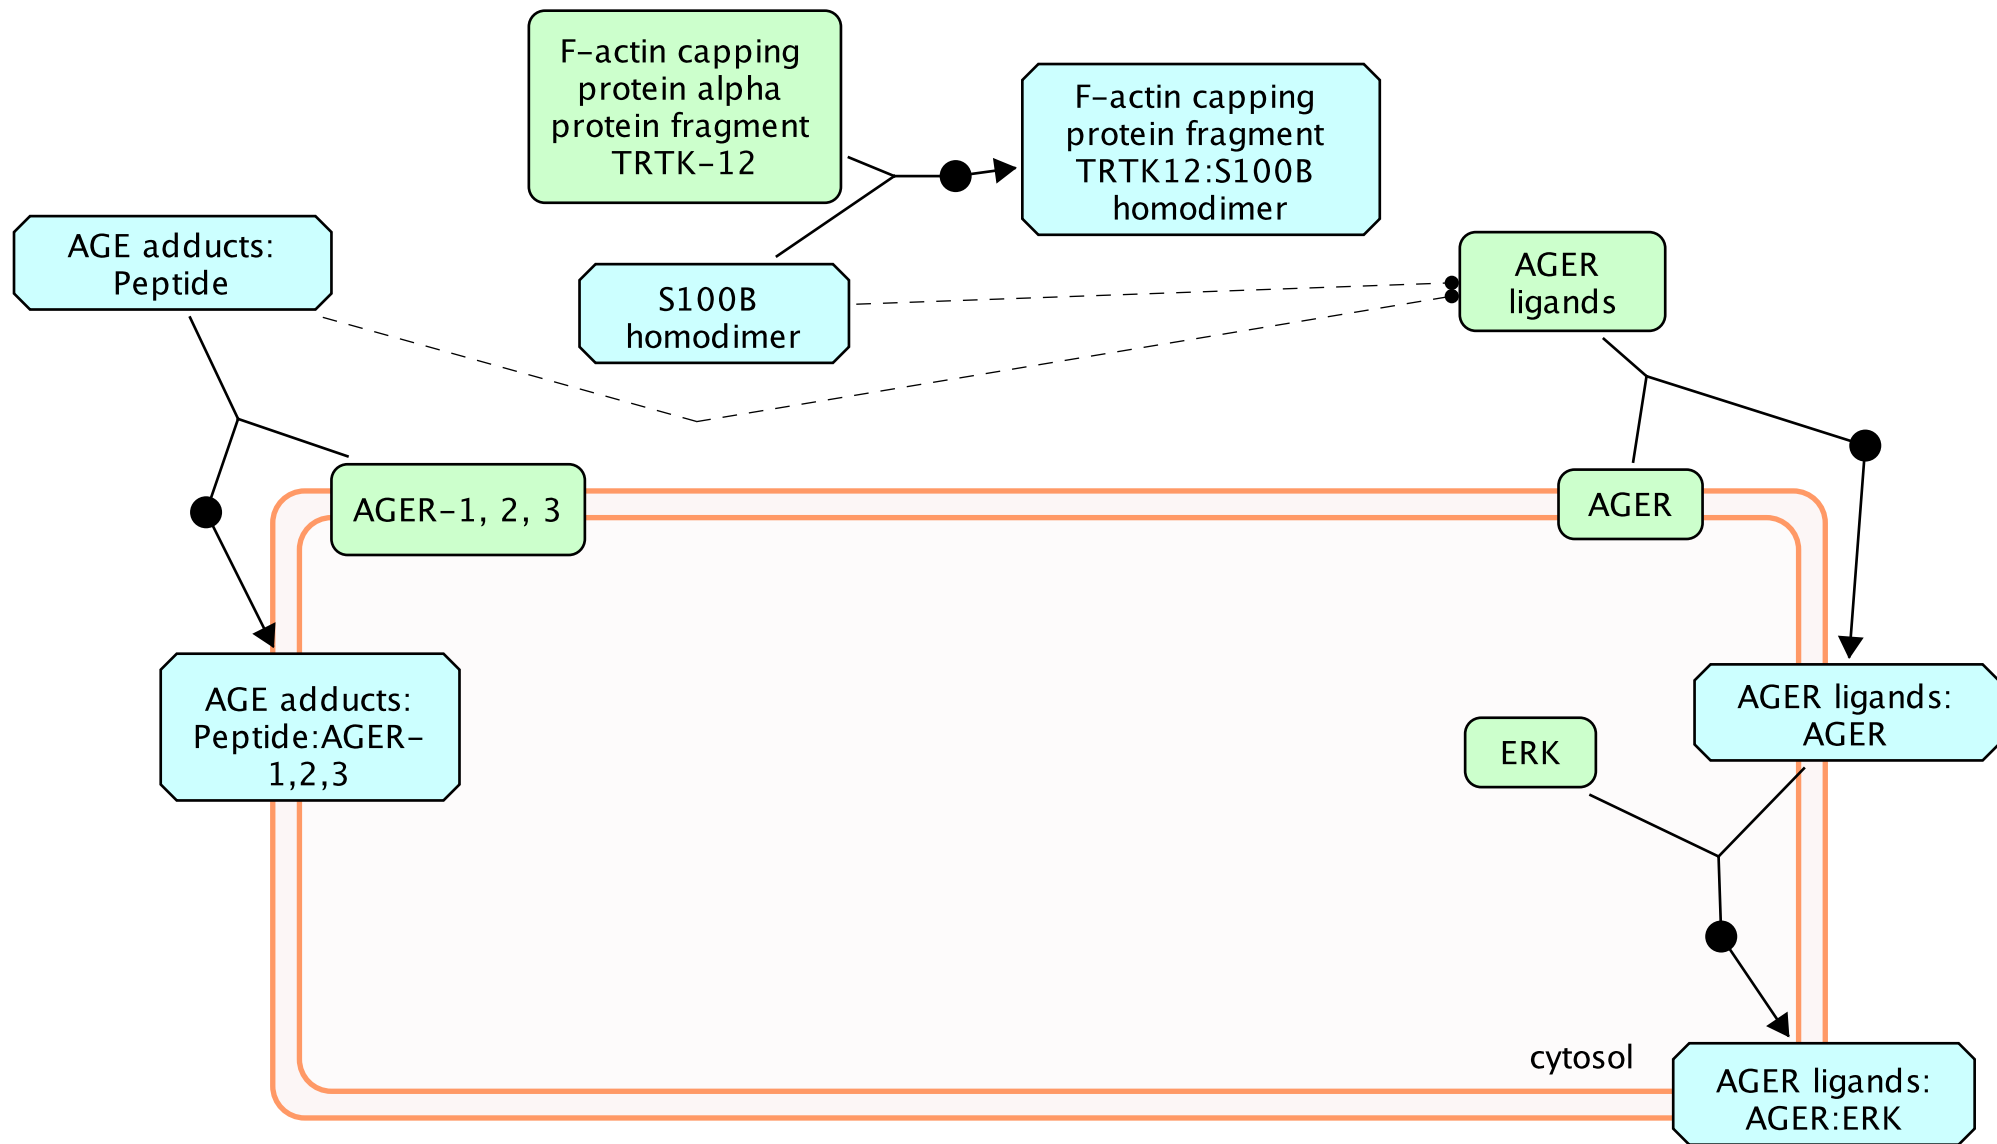 F-actin capping
protein alpha
protein fragment
TRTK-12
F-actin capping
protein fragment
TRTK12:S100B
homodimer
AGE adducts:
Peptide
S100B
homodimer
AGER
ligands
AGER-1, 2, 3
AGER
AGE adducts:
Peptide:AGER-
1,2,3
AGER ligands:
AGER
ERK
cytosol
AGER ligands:
AGER:ERK